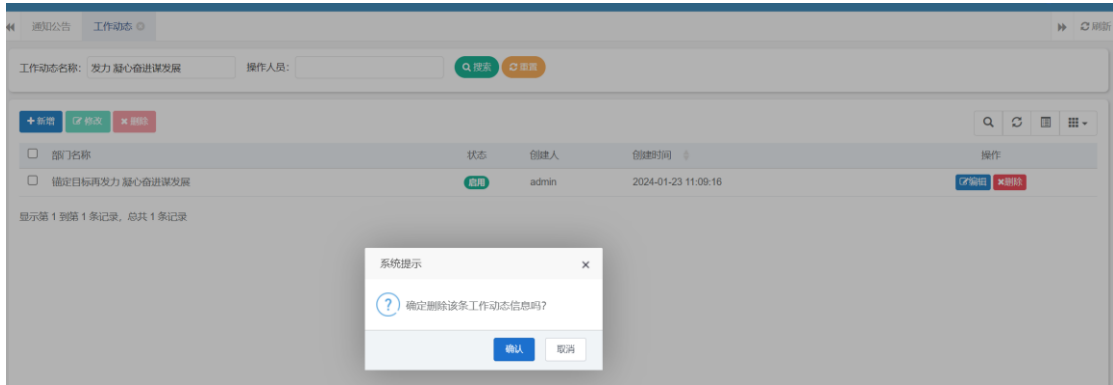 通知公告 工作动态 刷新
工作动态名称: 发力 凝心奋进谋发展 操作人员: 搜索 重置
新增 修改 删除
部门名称 状态 创建人 创建时间 操作
锚定目标再发力 凝心奋进谋发展 启用 admin 2024-01-23 11:09:16 编辑 删除
显示第 1 到第 1 条记录，总共 1 条记录
系统提示
确定删除该条工作动态信息吗?
确认 取消